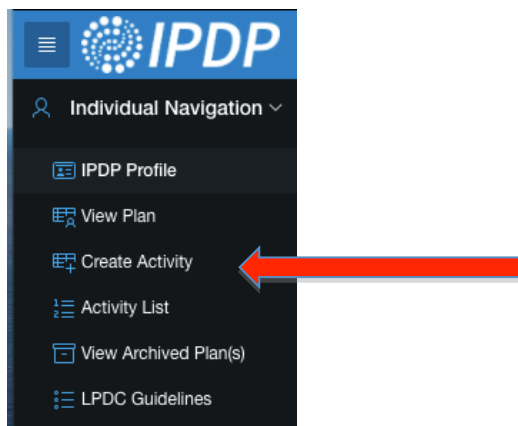 IPDP
Individual Navigation
IPDP Profile
View Plan
Create Activity
Activity List
View Archived Plan(s)
LPDC Guidelines